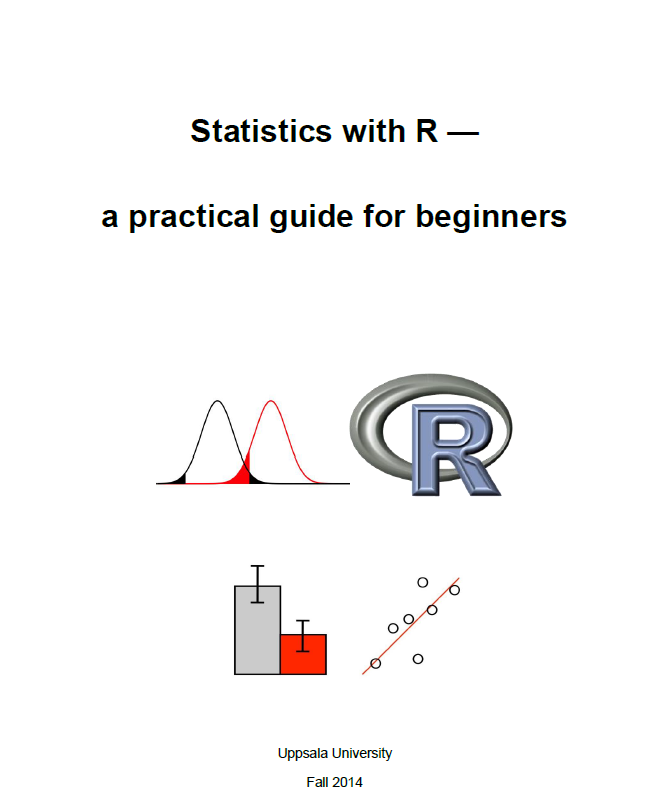 Statistics with R —
a practical guide for beginners
R
Uppsala University
Fall 2014